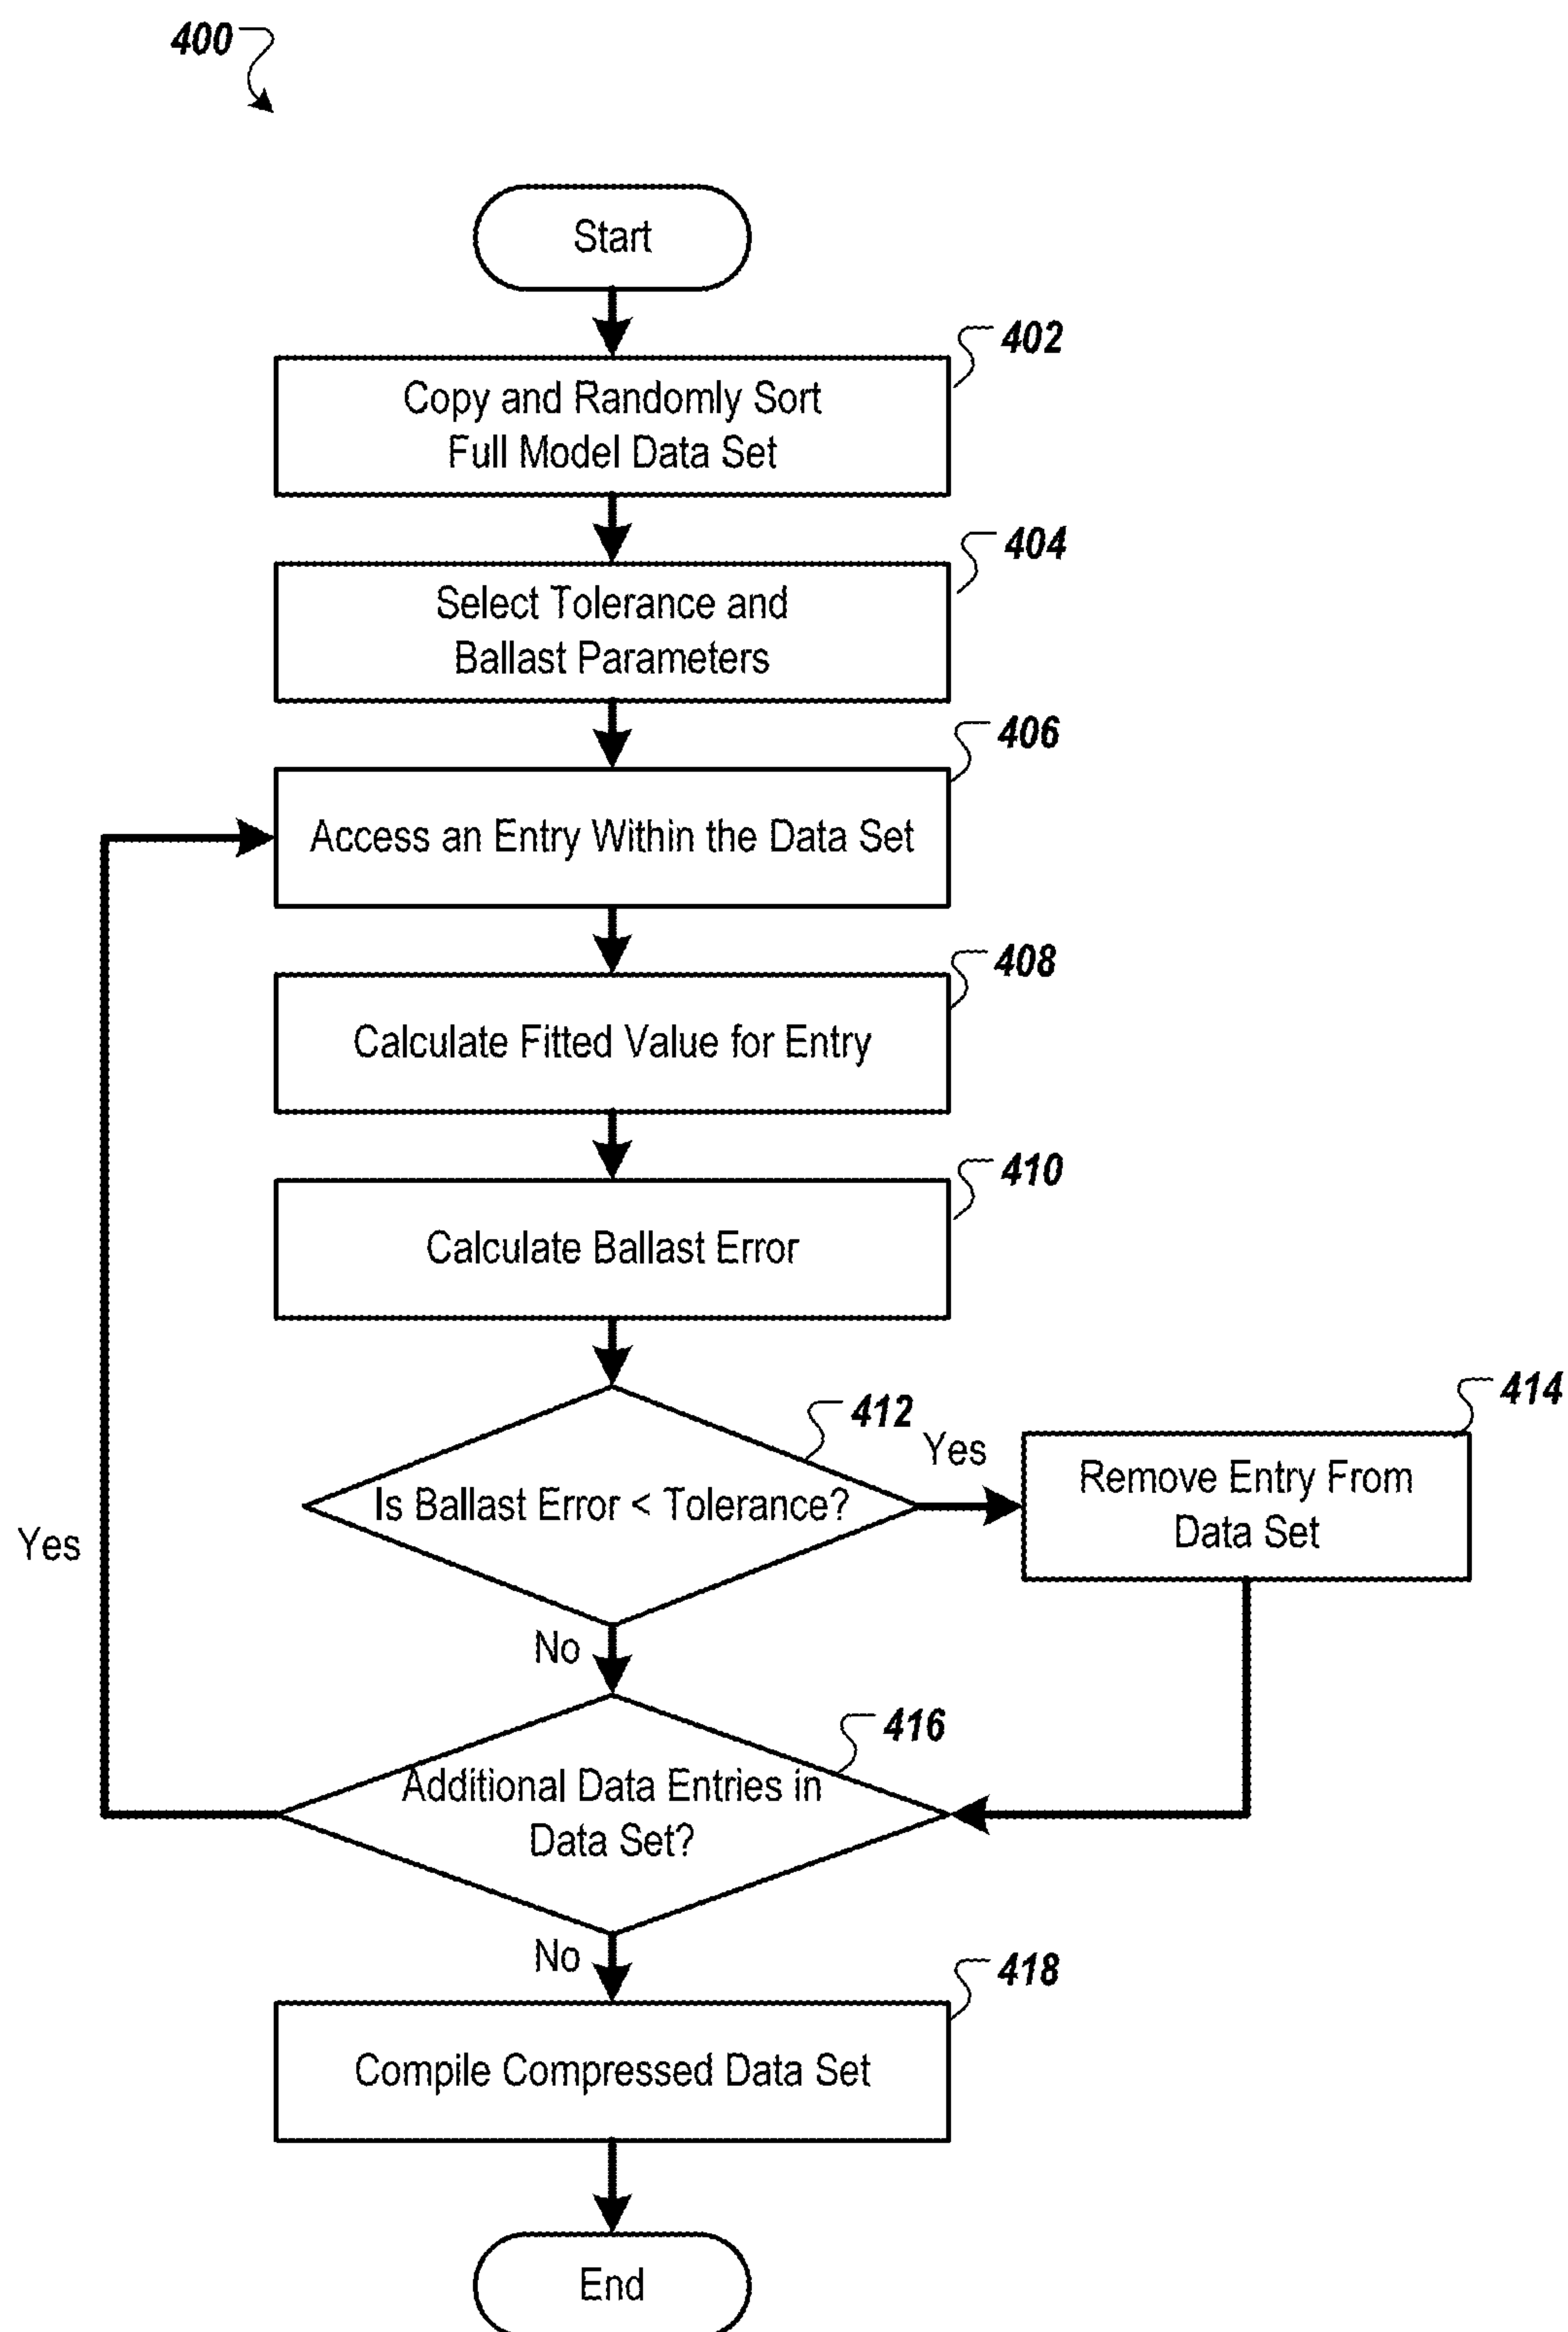 400
Start
402
Copy and Randomly Sort
Full Model Data Set
404
Select Tolerance and
Ballast Parameters
406
Access an Entry Within the Data Set
408
Calculate Fitted Value for Entry
410
Calculate Ballast Error
412
414
Yes
Remove Entry From
Data Set
Is Ballast Error < Tolerance?
Yes
No
416
Additional Data Entries in
Data Set?
No
418
Compile Compressed Data Set
End